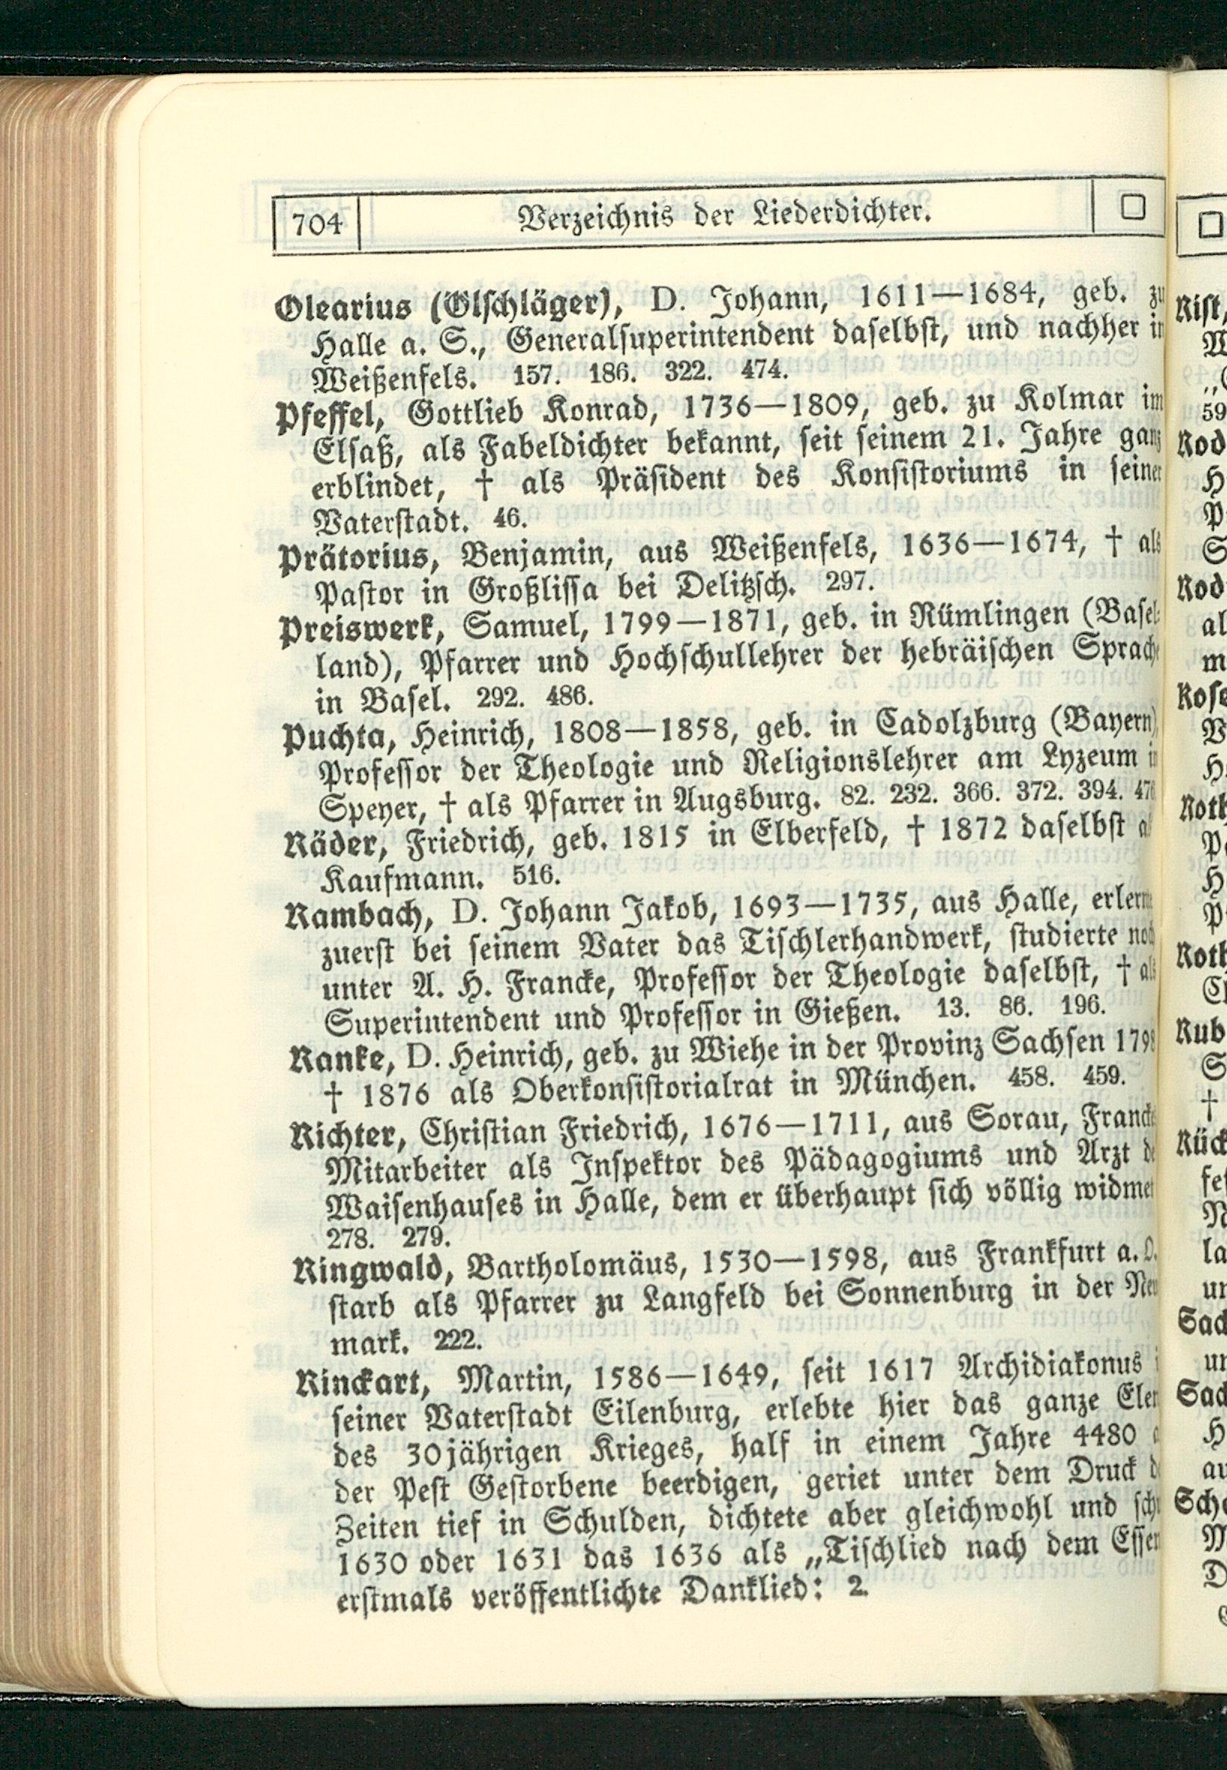 704 Verzeichnis der Liederdichter.
Olearius (Ölschläger), D. Johann, 1611—1684, geb. zu
Halle a. S., Generalsuperintendent daselbst, und nachher in
Weißenfels. 157. 186. 322. 474.
Pfeffel, Gottlieb Konrad, 1736—1809, geb. zu Kolmar im
Elsaß, als Fabeldichter bekannt, seit seinem 21. Jahre ganz
erblindet, † als Präsident des Konsistoriums in seiner
Vaterstadt. 46.
Prätorius, Benjamin, aus Weißenfels, 1636—1674, † als
Pastor in Großlissa bei Delitzsch. 297.
Preiswerk, Samuel, 1799—1871, geb. in Rümlingen (Basel-
land), Pfarrer und Hochschullehrer der hebräischen Sprache
in Basel. 292. 486.
Puchta, Heinrich, 1808—1858, geb. in Cadolzburg (Bayern),
Professor der Theologie und Religionslehrer am Lyzeum in
Speyer, † als Pfarrer in Augsburg. 82. 232. 366. 372. 394.
Räder, Friedrich, geb. 1815 in Elberfeld, † 1872 daselbst
Kaufmann. 516.
Rambach, D. Johann Jakob, 1693—1735, aus Halle, erlernte
zuerst bei seinem Vater das Tischlerhandwerk, studierte noch
unter A. H. Francke, Professor der Theologie daselbst, † als
Superintendent und Professor in Gießen. 13. 86. 196.
Ranke, D. Heinrich, geb. zu Wiehe in der Provinz Sachsen 1798
† 1876 als Oberkonsistorialrat in München. 458. 459.
Richter, Christian Friedrich, 1676—1711, aus Sorau, Franckes
Mitarbeiter als Inspektor des Pädagogiums und Arzt des
Waisenhauses in Halle, dem er überhaupt sich völlig widmet
278. 279.
Ringwald, Bartholomäus, 1530—1598, aus Frankfurt a. O.
starb als Pfarrer zu Langfeld bei Sonnenburg in der Neu
mark. 222.
Rinckart, Martin, 1586—1649, seit 1617 Archidiakonus
seiner Vaterstadt Eilenburg, erlebte hier das ganze Elen
des 30jährigen Krieges, half in einem Jahre 4480
der Pest Gestorbene beerdigen, geriet unter dem Druck
Zeiten tief in Schulden, dichtete aber gleichwohl und sch
1630 oder 1631 das 1636 als „Tischlied nach dem Essen
erstmals veröffentlichte Danklied: 2.